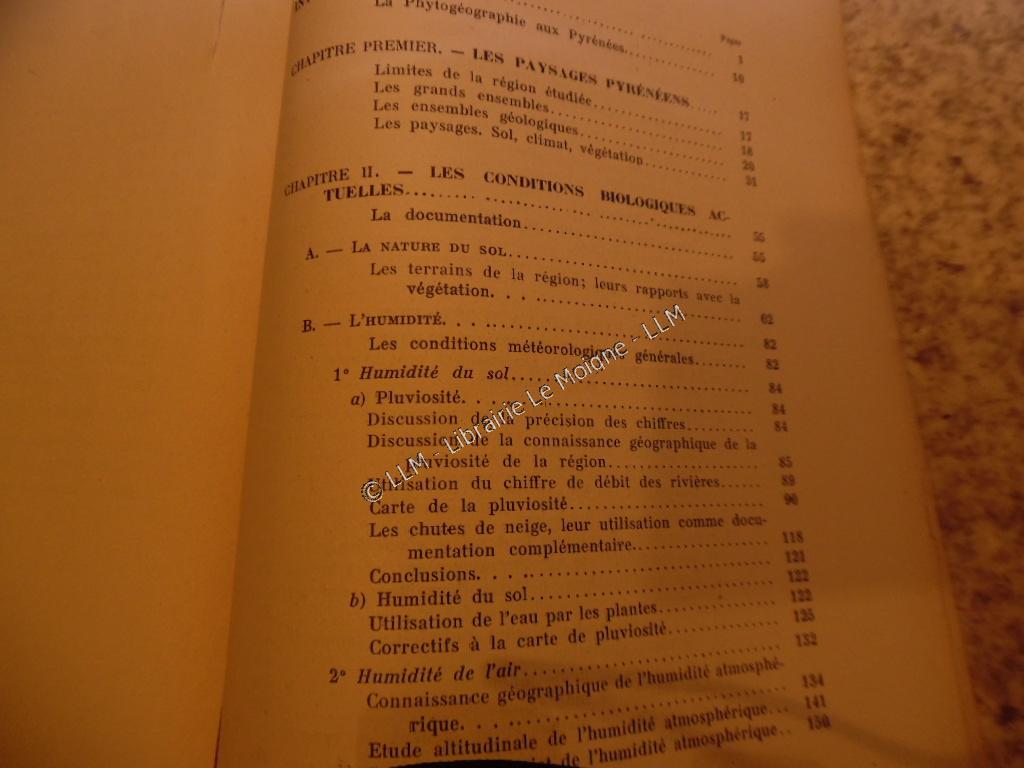 Pages
1
La Phytogéographie aux Pyrénées 10
CHAPITRE PREMIER. — LES PAYSAGES PYRÉNÉENS 17
Limites de la région étudiée 17
Les grands ensembles 18
Les ensembles géologiques 20
Les paysages. Sol, climat, végétation 31
CHAPITRE II. — LES CONDITIONS BIOLOGIQUES AC-
TUELLES 55
La documentation 55
A. — LA NATURE DU SOL 58
Les terrains de la région; leurs rapports avec la
végétation. 62
B. — L'HUMIDITÉ. 82
Les conditions météorologiques générales 82
1° Humidité du sol 84
a) Pluviosité. 84
Discussion de la précision des chiffres 84
Discussion de la connaissance géographique de la
pluviosité de la région 85
Utilisation du chiffre de débit des rivières 89
Carte de la pluviosité 90
Les chutes de neige, leur utilisation comme docu-
mentation complémentaire. 118
Conclusions. 121
b) Humidité du sol 122
Utilisation de l'eau par les plantes 122
Correctifs à la carte de pluviosité 125
2° Humidité de l'air 132
Connaissance géographique de l'humidité atmosphé-
rique. 134
Etude altitudinale de l'humidité atmosphérique 141
de l'humidité atmosphérique 150
© LLM - Librairie Le Moigne - LLM